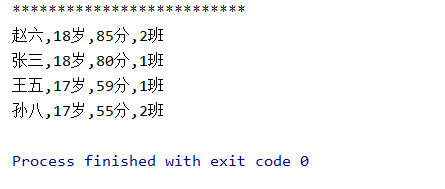 **************************
赵六,18岁,85分,2班
张三,18岁,80分,1班
王五,17岁,59分,1班
孙八,17岁,55分,2班
Process finished with exit code 0